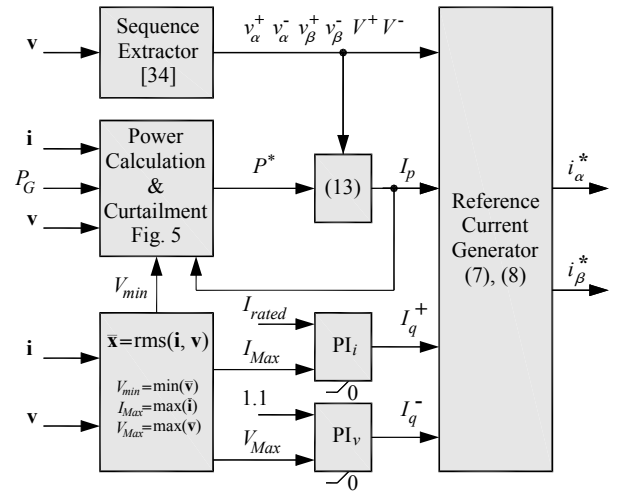 v
Sequence
Extractor
[34]
v_α^+ v_α^- v_β^+ v_β^- V^+ V^-
i
P_G
v
Power
Calculation
&
Curtailment
Fig. 5
P*
(13)
I_p
Reference
Current
Generator
(7), (8)
i_α^*
i_β^*
V_min
i
v
x̄=rms(i, v)
V_min=min(v̄)
I_Max=max(i)
V_Max=max(v)
I_rated
I_Max
PI_i
0
I_q^+
1.1
V_Max
PI_v
0
I_q^-